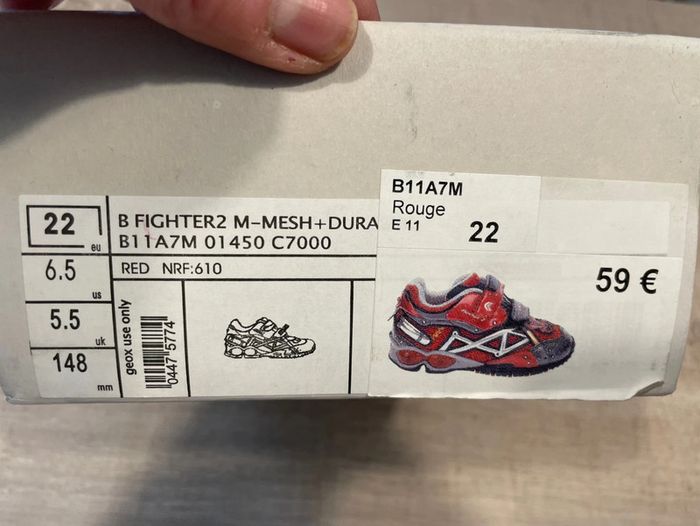 22 eu
6.5 us
5.5 uk
148 mm
B FIGHTER2 M-MESH+DURA
B11A7M 01450 C7000
RED NRF:610
geox use only
0447 5774
B11A7M
Rouge
E 11
22
59 €